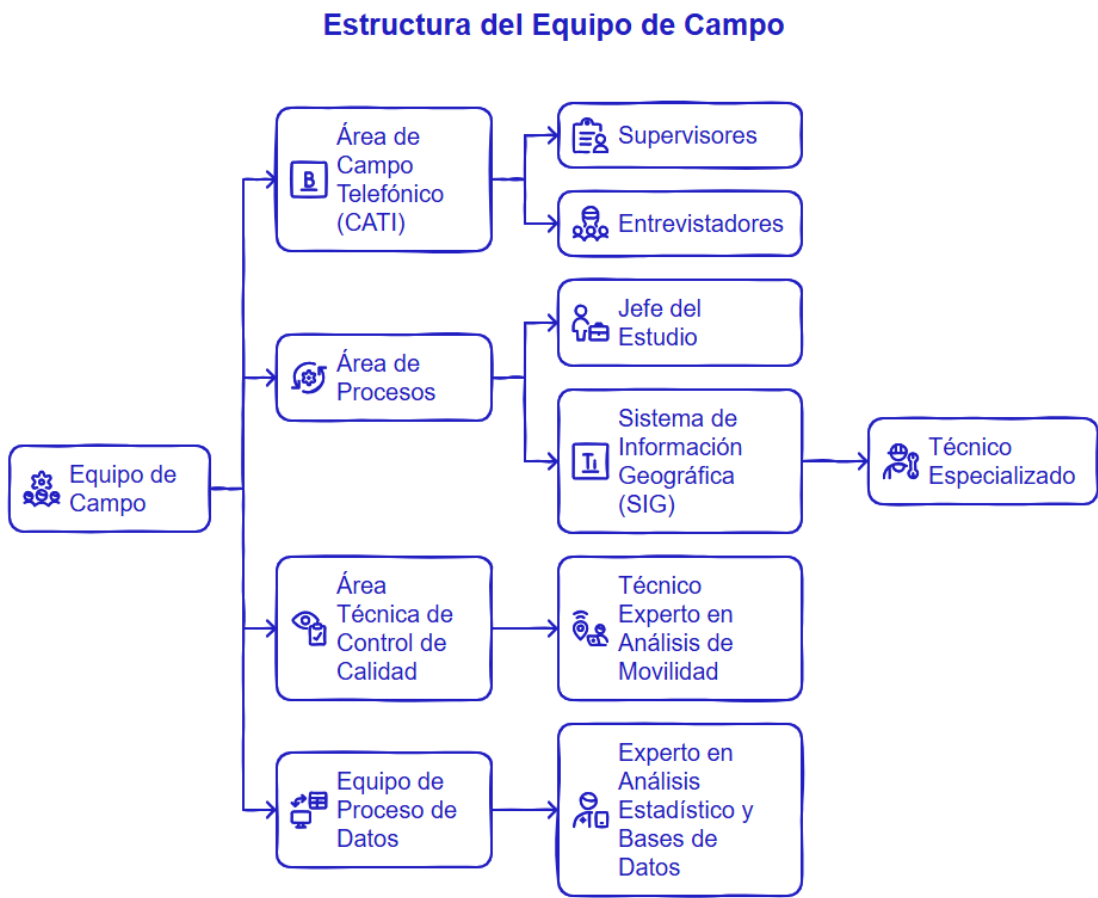 Estructura del Equipo de Campo
Área de
Campo
Telefónico
(CATI)
B
Supervisores
Entrevistadores
Área de
Procesos
Jefe del
Estudio
Sistema de
Información
Geográfica
(SIG)
Técnico
Especializado
Equipo de
Campo
Área
Técnica de
Control de
Calidad
Técnico
Experto en
Análisis de
Movilidad
Equipo de
Proceso de
Datos
Experto en
Análisis
Estadístico y
Bases de
Datos